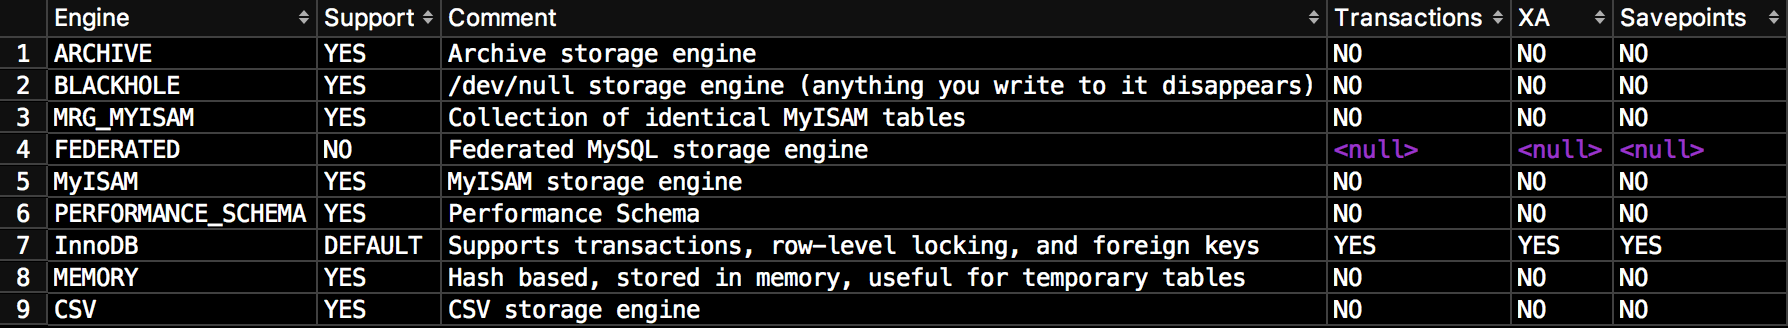 Engine Support Comment Transactions XA Savepoints
1 ARCHIVE YES Archive storage engine NO NO NO
2 BLACKHOLE YES /dev/null storage engine (anything you write to it disappears) NO NO NO
3 MRG_MYISAM YES Collection of identical MyISAM tables NO NO NO
4 FEDERATED NO Federated MySQL storage engine <null> <null> <null>
5 MyISAM YES MyISAM storage engine NO NO NO
6 PERFORMANCE_SCHEMA YES Performance Schema NO NO NO
7 InnoDB DEFAULT Supports transactions, row-level locking, and foreign keys YES YES YES
8 MEMORY YES Hash based, stored in memory, useful for temporary tables NO NO NO
9 CSV YES CSV storage engine NO NO NO